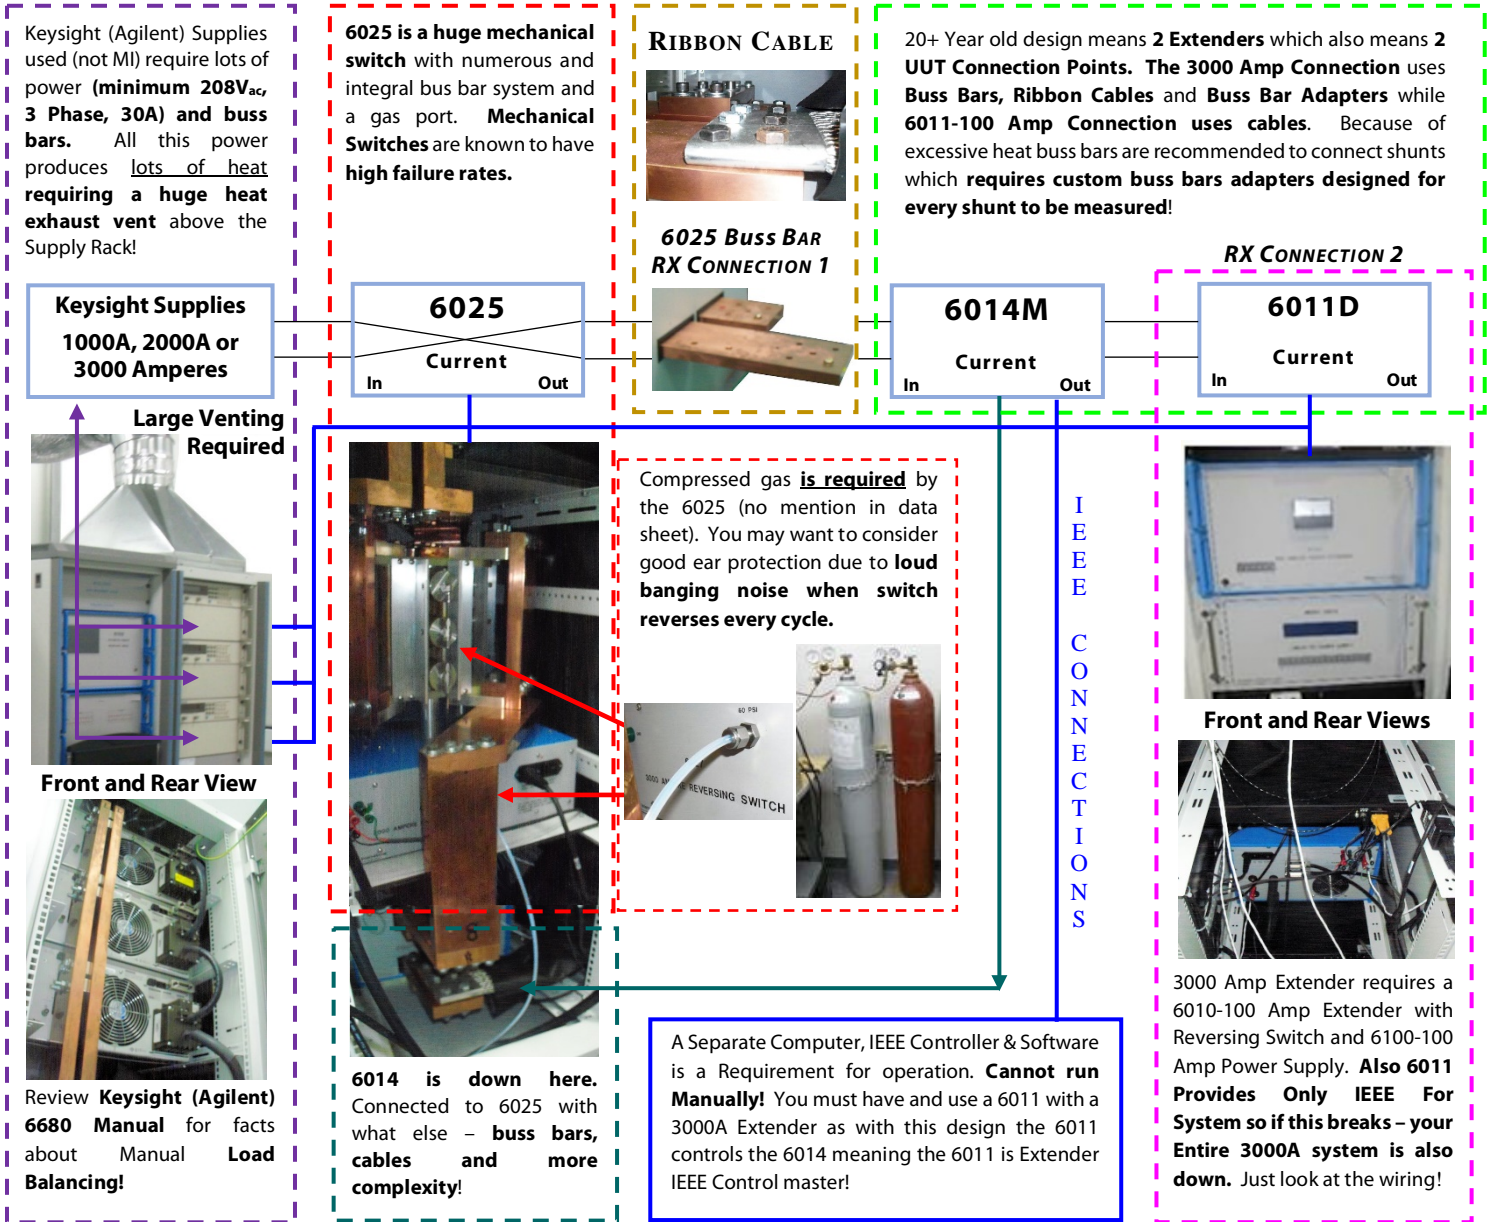 Keysight (Agilent) Supplies
used (not MI) require lots of
power (minimum 208Vac,
3 Phase, 30A) and buss
bars. All this power
produces lots of heat
requiring a huge heat
exhaust vent above the
Supply Rack!
6025 is a huge mechanical
switch with numerous and
integral bus bar system and
a gas port. Mechanical
Switches are known to have
high failure rates.
RIBBON CABLE
6025 BUSS BAR
RX CONNECTION 1
20+ Year old design means 2 Extenders which also means 2
UUT Connection Points. The 3000 Amp Connection uses
Buss Bars, Ribbon Cables and Buss Bar Adapters while
6011-100 Amp Connection uses cables. Because of
excessive heat buss bars are recommended to connect shunts
which requires custom buss bars adapters designed for
every shunt to be measured!
RX CONNECTION 2
Keysight Supplies
1000A, 2000A or
3000 Amperes
6025
Current
In
Out
6014M
Current
In
Out
6011D
Current
In
Out
Large Venting
Required
Front and Rear View
Review Keysight (Agilent)
6680 Manual for facts
about Manual Load
Balancing!
Compressed gas is required by
the 6025 (no mention in data
sheet). You may want to consider
good ear protection due to loud
banging noise when switch
reverses every cycle.
60 PSI
3000 REVERSING SWITCH
6014 is down here.
Connected to 6025 with
what else – buss bars,
cables and more
complexity!
IEEE CONNECTIONS
A Separate Computer, IEEE Controller & Software
is a Requirement for operation. Cannot run
Manually! You must have and use a 6011 with a
3000A Extender as with this design the 6011
controls the 6014 meaning the 6011 is Extender
IEEE Control master!
Front and Rear Views
3000 Amp Extender requires a
6010-100 Amp Extender with
Reversing Switch and 6100-100
Amp Power Supply. Also 6011
Provides Only IEEE For
System so if this breaks – your
Entire 3000A system is also
down. Just look at the wiring!